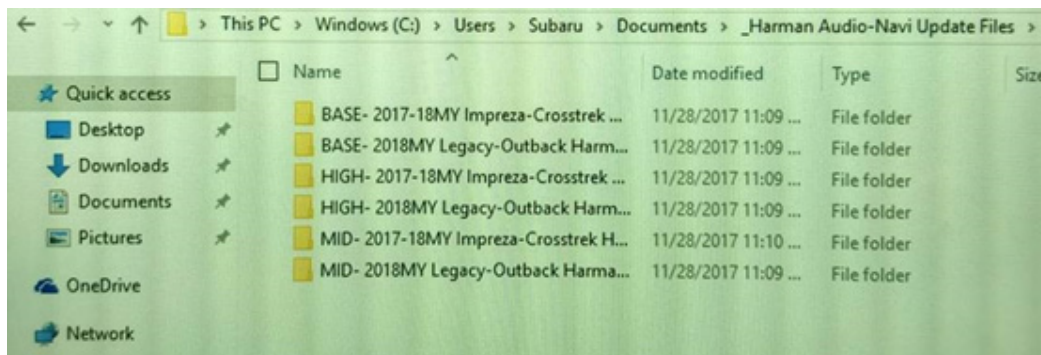 This PC > Windows (C:) > Users > Subaru > Documents > _Harman Audio-Navi Update Files >
Name Date modified Type Size
Quick access
Desktop
Downloads
Documents
Pictures
OneDrive
Network
BASE- 2017-18MY Impreza-Crosstrek ... 11/28/2017 11:09 ... File folder
BASE- 2018MY Legacy-Outback Harm... 11/28/2017 11:09 ... File folder
HIGH- 2017-18MY Impreza-Crosstrek ... 11/28/2017 11:09 ... File folder
HIGH- 2018MY Legacy-Outback Harm... 11/28/2017 11:09 ... File folder
MID- 2017-18MY Impreza-Crosstrek H... 11/28/2017 11:10 ... File folder
MID- 2018MY Legacy-Outback Harma... 11/28/2017 11:09 ... File folder